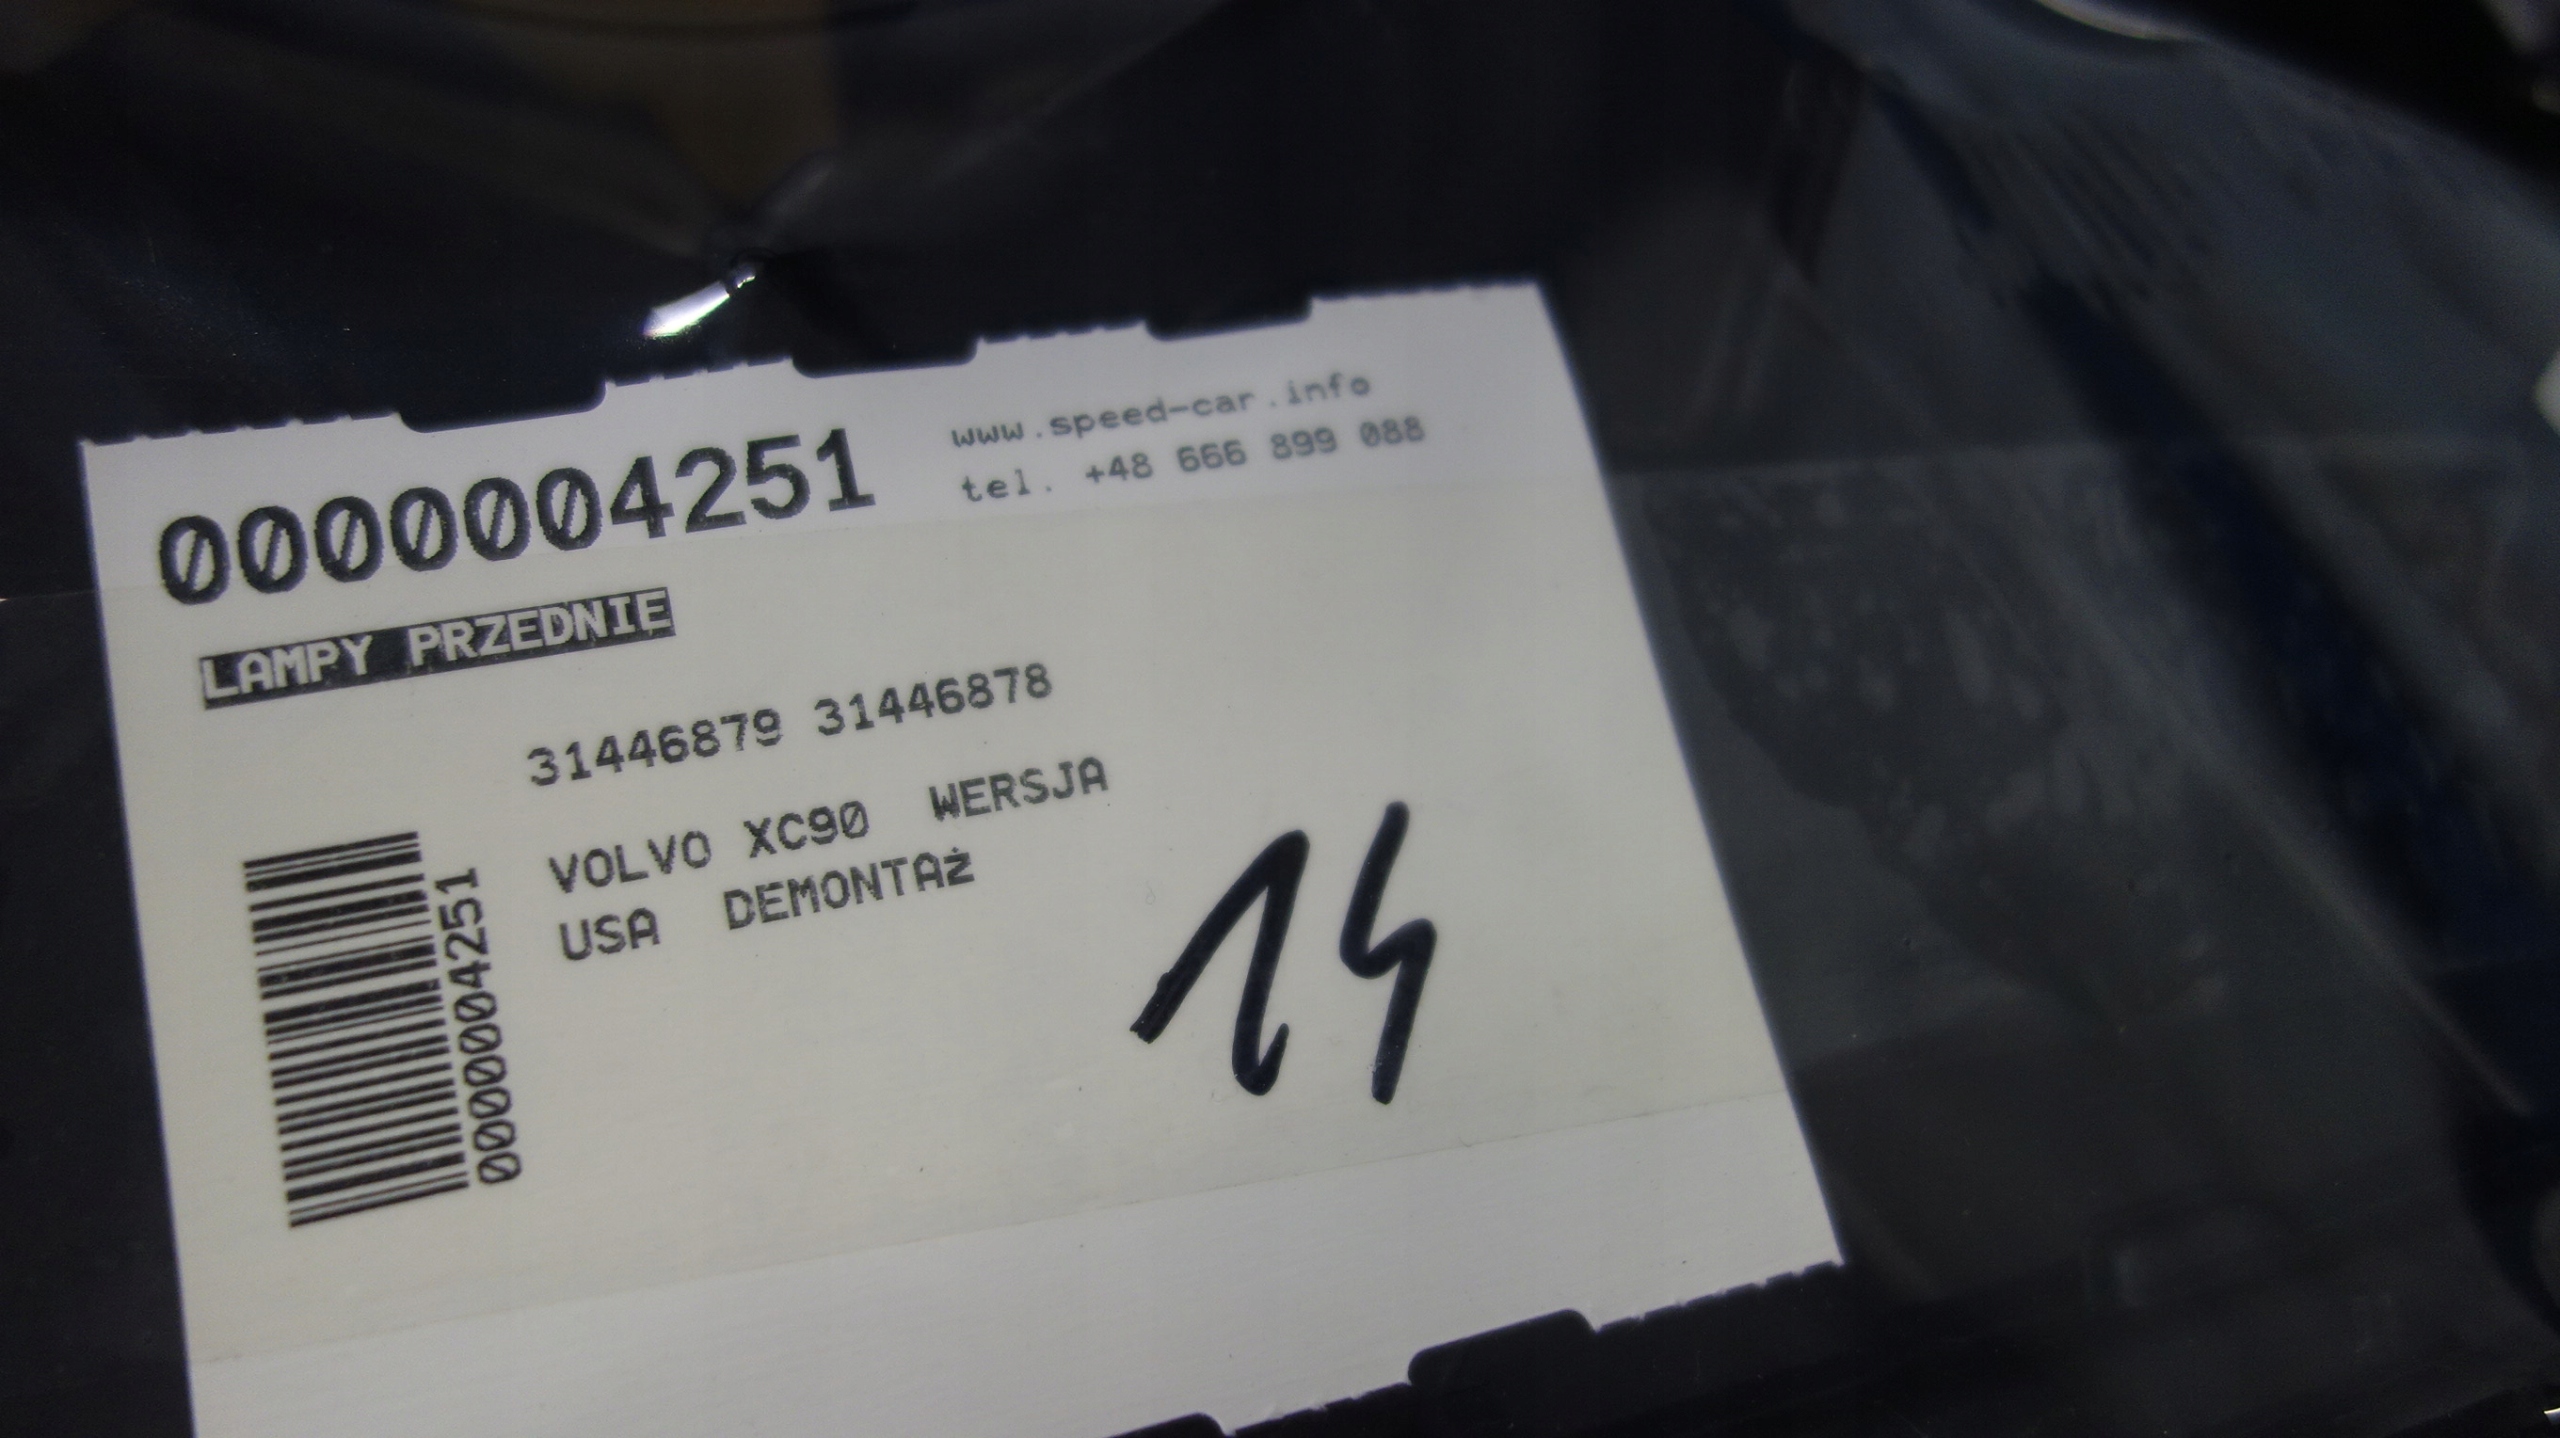 0000004251
www.speed-car.info
tel. +48 666 899 088
LAMPY PRZEDNIE
31446879 31446878
VOLVO XC90 WERSJA
USA DEMONTAż
0000004251
14